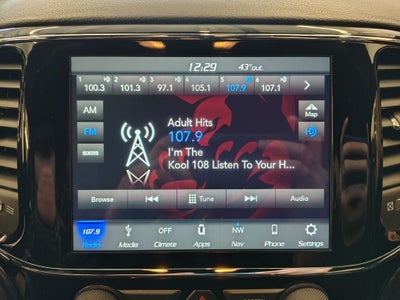 12:29 43°out
1 100.3 2 101.3 3 97.1 4 105.1 5 107.9 6 107.1
AM
FM
SXM
Map
Adult Hits
107.9
I'm The
Kool 108 Listen To Your H...
Browse Tune Audio
107.9 OFF NW
Radio Media Climate Apps Nav Phone Settings